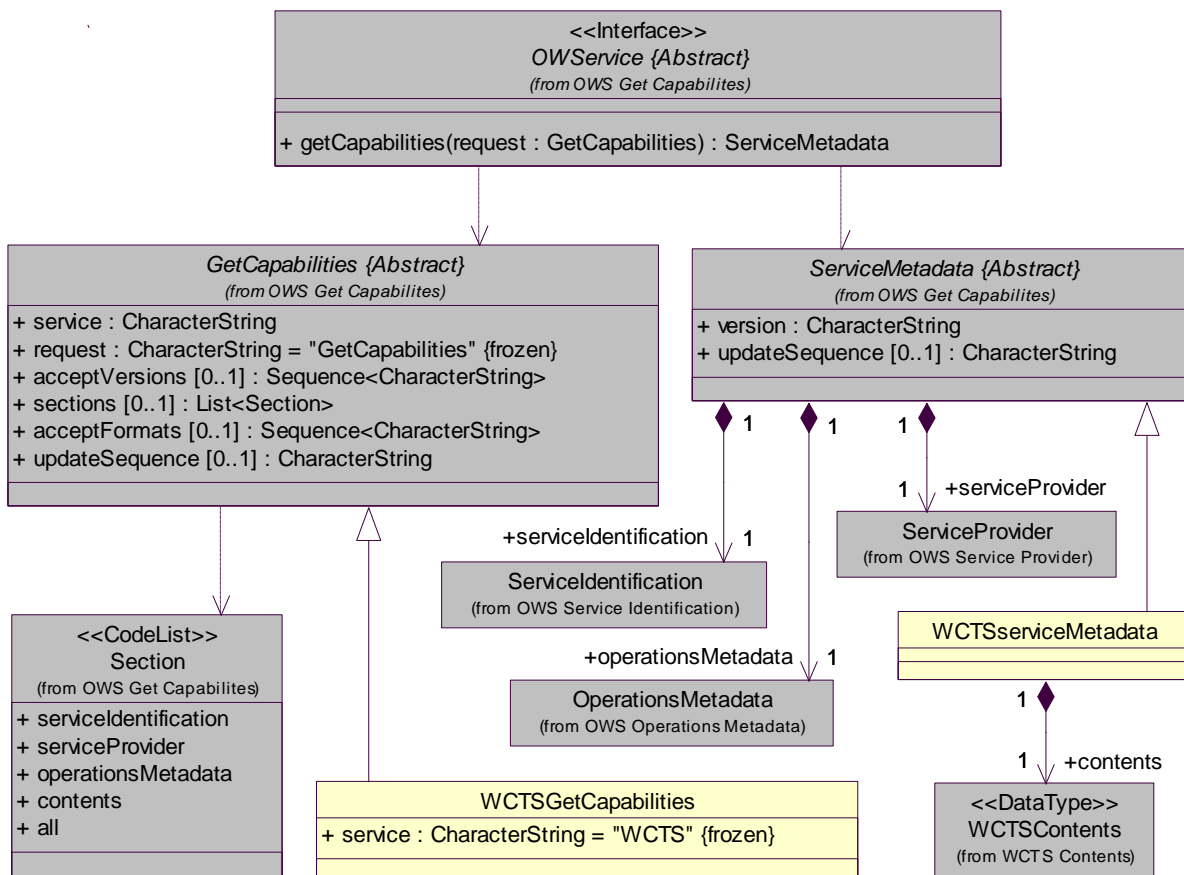 <<Interface>>
OWService {Abstract}
(from OWS Get Capabilites)
+ getCapabilities(request : GetCapabilities) : ServiceMetadata
GetCapabilities {Abstract}
(from OWS Get Capabilites)
+ service : CharacterString
+ request : CharacterString = "GetCapabilities" {frozen}
+ acceptVersions [0..1] : Sequence<CharacterString>
+ sections [0..1] : List<Section>
+ acceptFormats [0..1] : Sequence<CharacterString>
+ updateSequence [0..1] : CharacterString
ServiceMetadata {Abstract}
(from OWS Get Capabilites)
+ version : CharacterString
+ updateSequence [0..1] : CharacterString
1
1
1
1
+serviceProvider
ServiceProvider
(from OWS Service Provider)
+serviceIdentification
1
ServiceIdentification
(from OWS Service Identification)
+operationsMetadata
1
OperationsMetadata
(from OWS Operations Metadata)
<<CodeList>>
Section
(from OWS Get Capabilites)
+ serviceIdentification
+ serviceProvider
+ operationsMetadata
+ contents
+ all
WCTSGetCapabilities
+ service : CharacterString = "WCTS" {frozen}
WCTSserviceMetadata
1
1
+contents
<<DataType>>
WCTSContents
(from WCTS Contents)